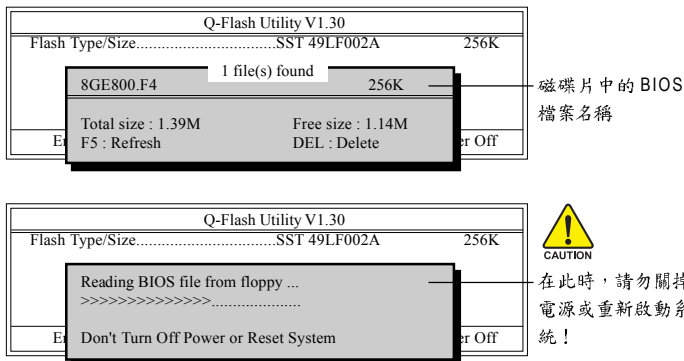 Q-Flash Utility V1.30
Flash Type/Size.................................SST 49LF002A 256K
1 file(s) found
8GE800.F4 256K
Total size : 1.39M Free size : 1.14M
F5 : Refresh DEL : Delete
磁碟片中的 BIOS
檔案名稱
Q-Flash Utility V1.30
Flash Type/Size.................................SST 49LF002A 256K
Reading BIOS file from floppy ...
>>>>>>>>>>>>>>.....................
Don't Turn Off Power or Reset System
Off
CAUTION
在此時，請勿關掉
電源或重新啟動系
統！